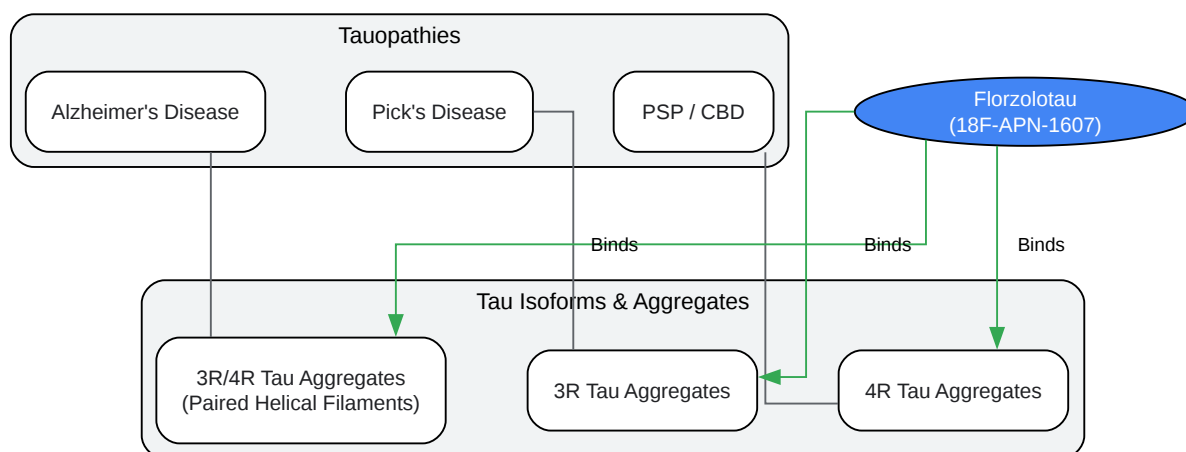 Tauopathies
Alzheimer's Disease
Pick's Disease
PSP / CBD
Florzolotau
(18F-APN-1607)
Binds
Binds
Binds
Tau Isoforms & Aggregates
3R/4R Tau Aggregates
(Paired Helical Filaments)
3R Tau Aggregates
4R Tau Aggregates